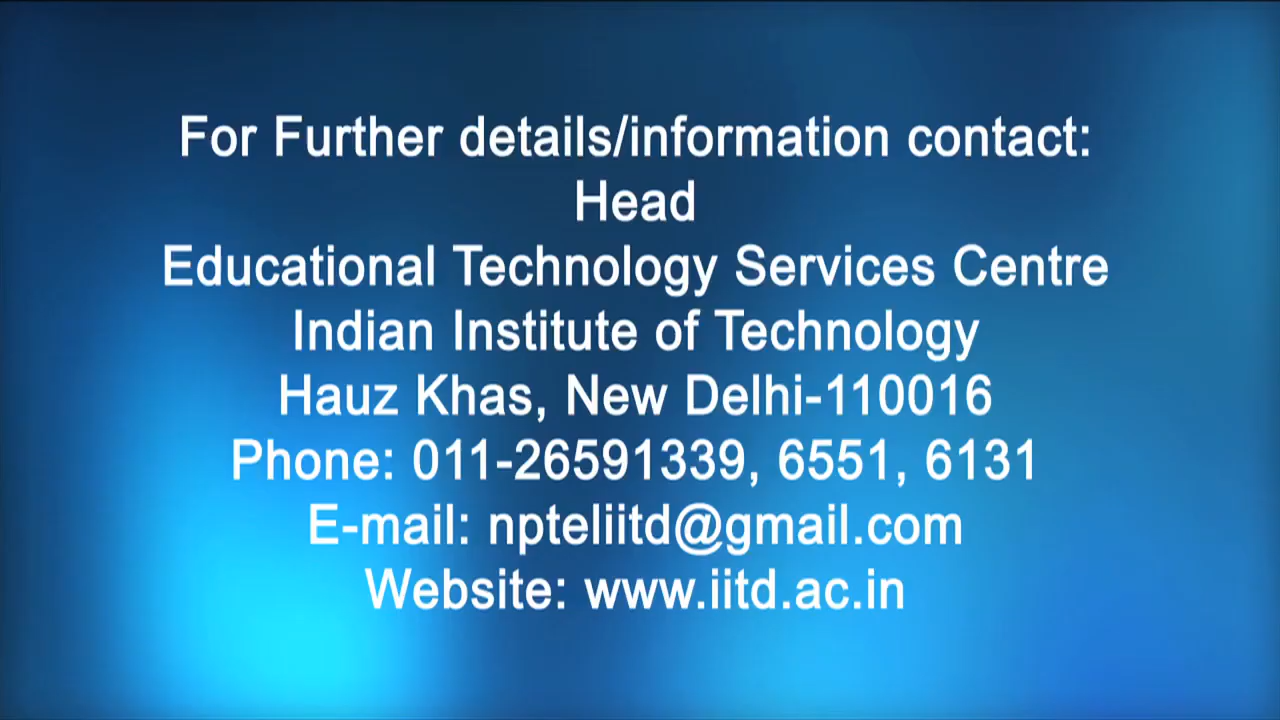 For Further details/information contact:
Head
Educational Technology Services Centre
Indian Institute of Technology
Hauz Khas, New Delhi-110016
Phone: 011-26591339, 6551, 6131
E-mail: npteliitd@gmail.com
Website: www.iitd.ac.in